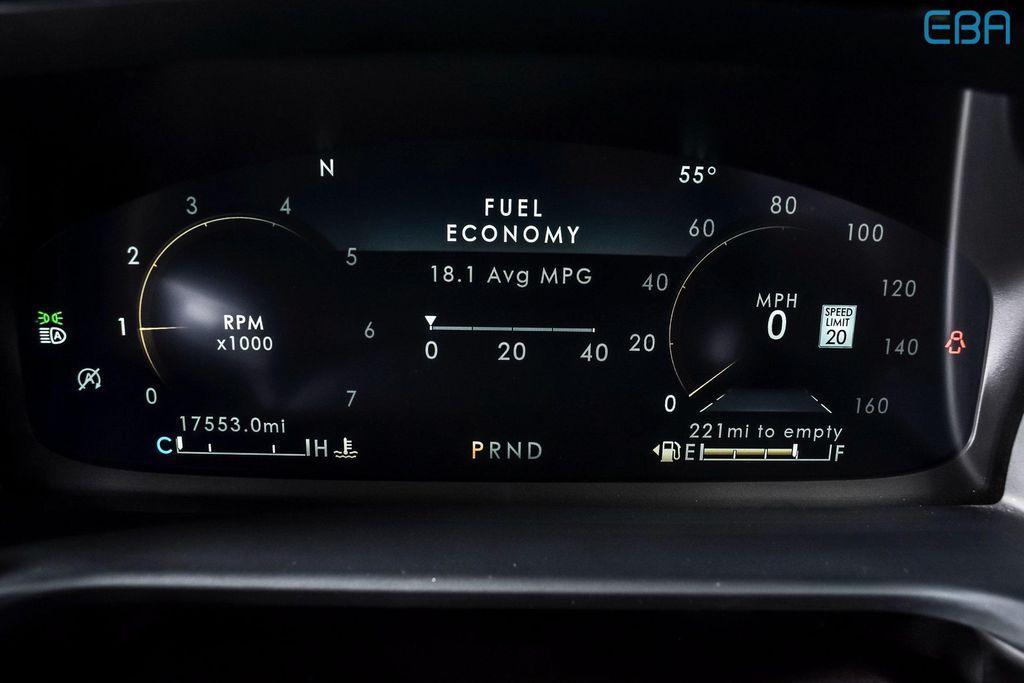 EBA
N
55°
FUEL
ECONOMY
18.1 Avg MPG
0 20 40
0 1 2 3 4 5 6 7
RPM
x1000
0 20 40 60 80 100 120 140 160
MPH
0
SPEED
LIMIT
20
A
A
17553.0mi
C H
PRND
221mi to empty
E F